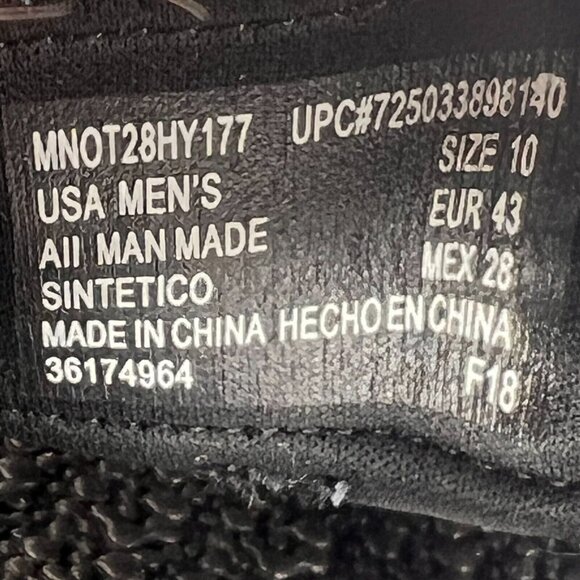 MNOT28HY177 UPC#725033898140
USA MEN'S SIZE 10
All MAN MADE EUR 43
SINTETICO MEX 28
MADE IN CHINA HECHO EN CHINA
36174964 F18